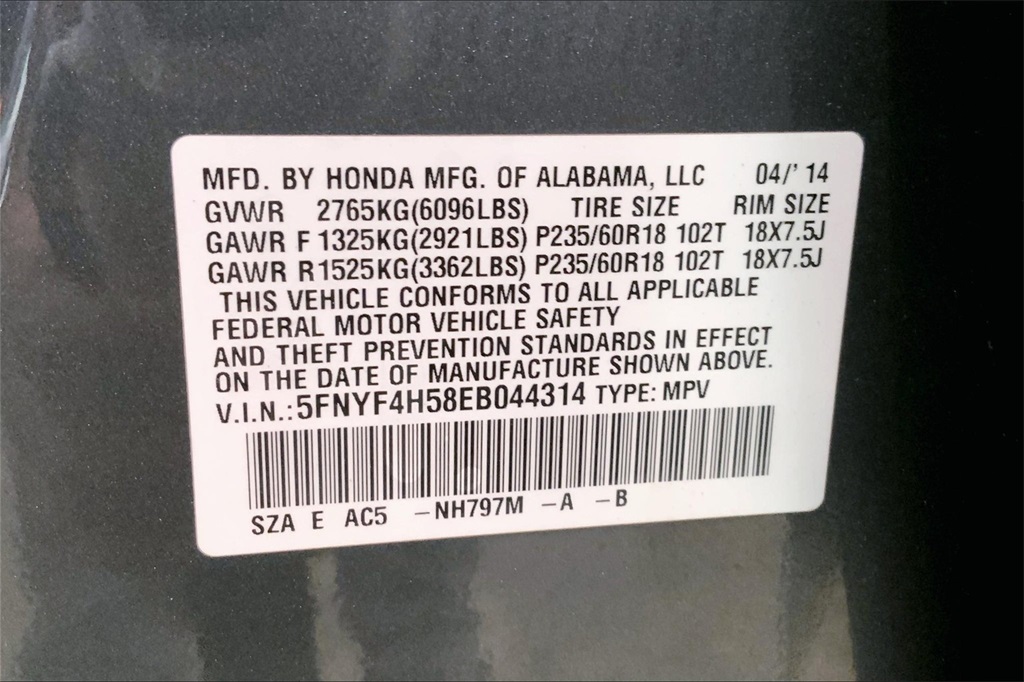 MFD. BY HONDA MFG. OF ALABAMA, LLC 04/' 14
GVWR 2765KG(6096LBS) TIRE SIZE RIM SIZE
GAWR F 1325KG(2921LBS) P235/60R18 102T 18X7.5J
GAWR R1525KG(3362LBS) P235/60R18 102T 18X7.5J
THIS VEHICLE CONFORMS TO ALL APPLICABLE
FEDERAL MOTOR VEHICLE SAFETY
AND THEFT PREVENTION STANDARDS IN EFFECT
ON THE DATE OF MANUFACTURE SHOWN ABOVE.
V.I.N.:5FNYF4H58EB044314 TYPE: MPV
SZA E AC5 -NH797M -A -B